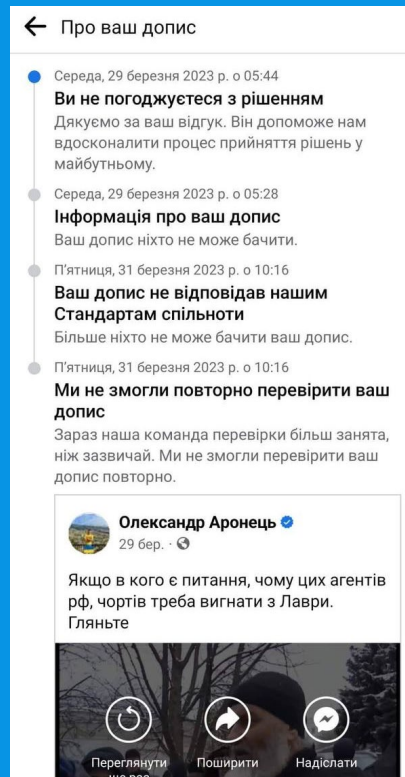 Про ваш допис
Середа, 29 березня 2023 р. о 05:44
Ви не погоджуєтеся з рішенням
Дякуємо за ваш відгук. Він допоможе нам
вдосконалити процес прийняття рішень у
майбутньому.
Середа, 29 березня 2023 р. о 05:28
Інформація про ваш допис
Ваш допис ніхто не може бачити.
П’ятниця, 31 березня 2023 р. о 10:16
Ваш допис не відповідав нашим
Стандартам спільноти
Більше ніхто не може бачити ваш допис.
П’ятниця, 31 березня 2023 р. о 10:16
Ми не змогли повторно перевірити ваш
допис
Зараз наша команда перевірки більш занята,
ніж зазвичай. Ми не змогли перевірити ваш
допис повторно.
Олександр Аронець
29 бер. ·
Якщо в кого є питання, чому цих агентів
рф, чортів треба вигнати з Лаври.
Гляньте
Переглянути Поширити Надіслати
ще раз